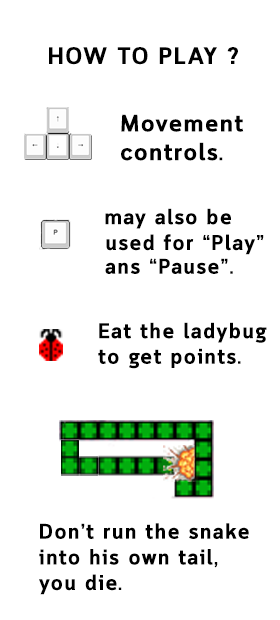 HOW TO PLAY ?
↑
Movement
← . →
controls.
P
may also be
used for “Play”
ans “Pause”.
Eat the ladybug
to get points.
Don’t run the snake
into his own tail,
you die.